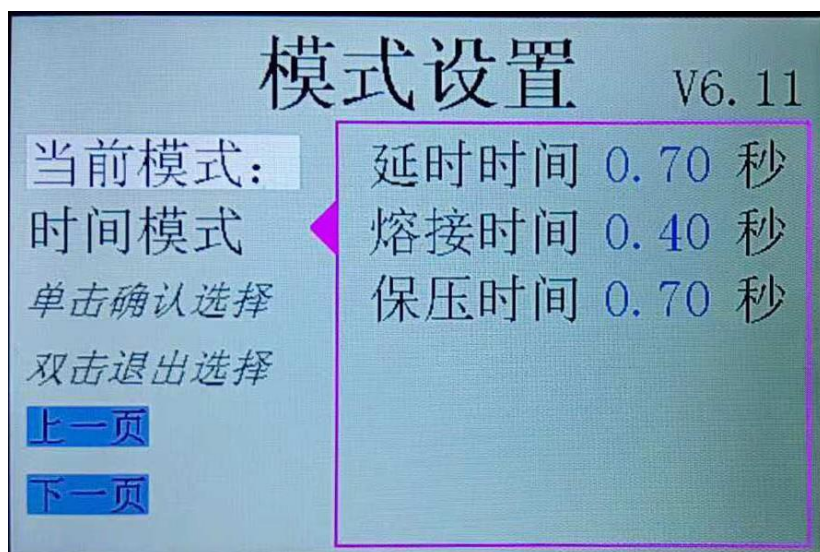 模式设置 V6.11
当前模式：
时间模式
单击确认选择
双击退出选择
上一页
下一页
延时时间 0.70 秒
熔接时间 0.40 秒
保压时间 0.70 秒